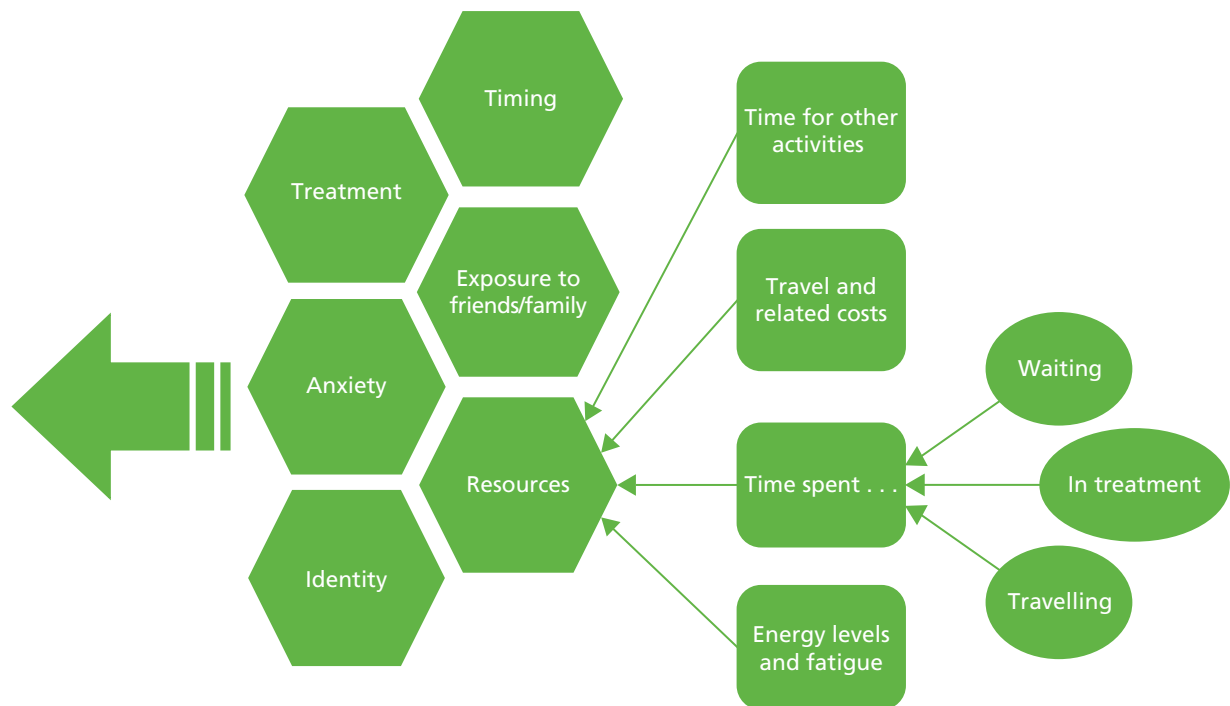 Timing
Treatment
Exposure to
friends/family
Anxiety
Resources
Identity
Time for other
activities
Travel and
related costs
Time spent . . .
Energy levels
and fatigue
Waiting
In treatment
Travelling